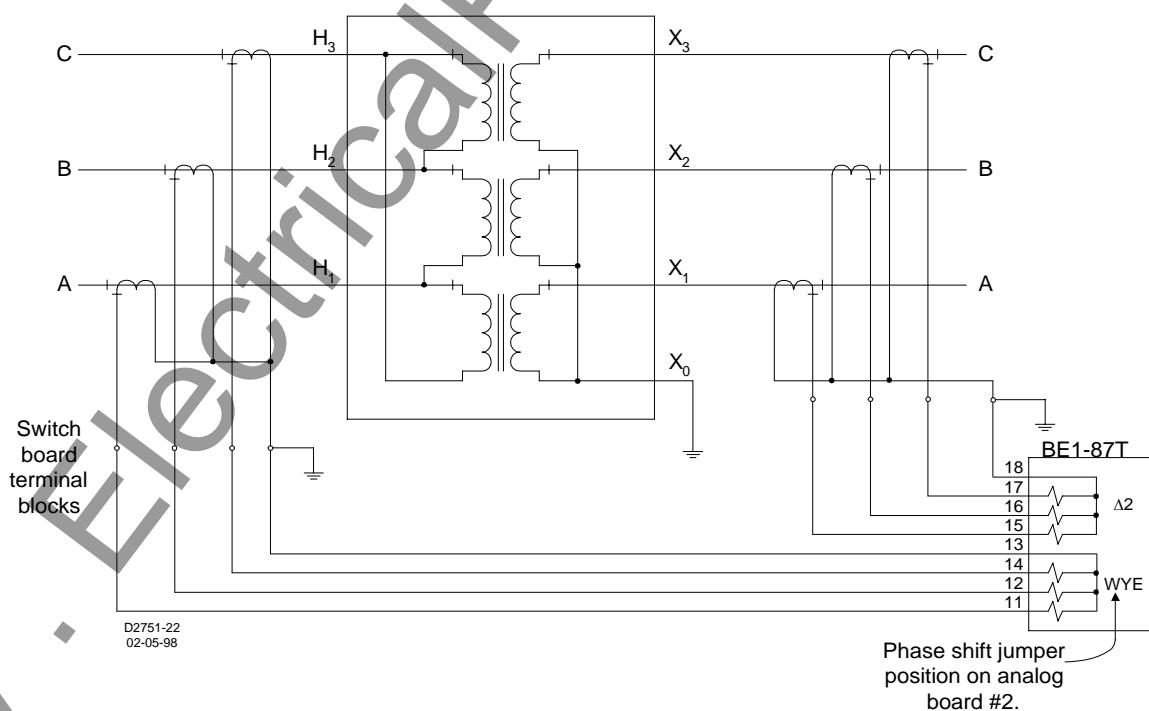 C
H3
X3
C
B
H2
X2
B
A
H1
X1
A
X0
Switch
board
terminal
blocks
BE1-87T
18
17
16
15
13
14
12
11
Δ2
WYE
D2751-22
02-05-98
Phase shift jumper
position on analog
board #2.
. Electrical